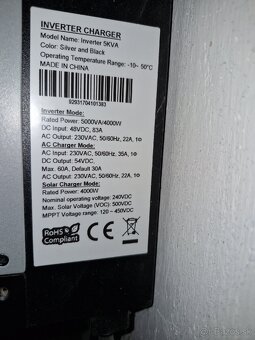 INVERTER CHARGER
Model Name: Inverter 5KVA
Color: Silver and Black
Operating Temperature Range: -10~ 50°C
MADE IN CHINA
92931704101383
Inverter Mode:
Rated Power: 5000VA/4000W
DC Input: 48VDC, 83A
AC Output: 230VAC, 50/60Hz, 22A, 1Φ
AC Charger Mode:
AC Input: 230VAC, 50/60Hz, 35A, 1Φ
DC Output: 54VDC,
Max. 60A, Default 30A
AC Output: 230VAC, 50/60Hz, 22A, 1Φ
Solar Charger Mode:
Rated Power: 4000W
Nominal operating voltage: 240VDC
Max. Solar Voltage (VOC): 500VDC
MPPT Voltage range: 120 ~ 450VDC
RoHS
Compliant
CE